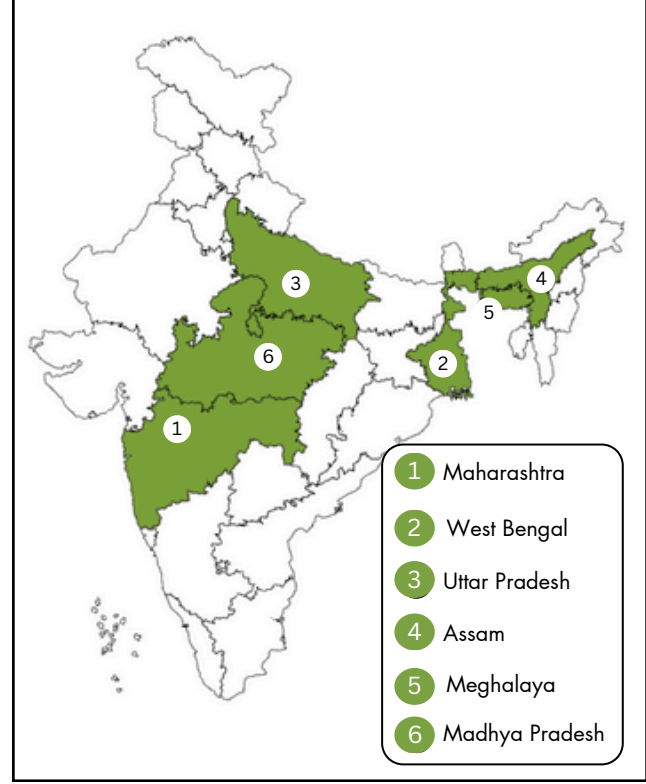 3
4
5
6
2
1
1 Maharashtra
2 West Bengal
3 Uttar Pradesh
4 Assam
5 Meghalaya
6 Madhya Pradesh